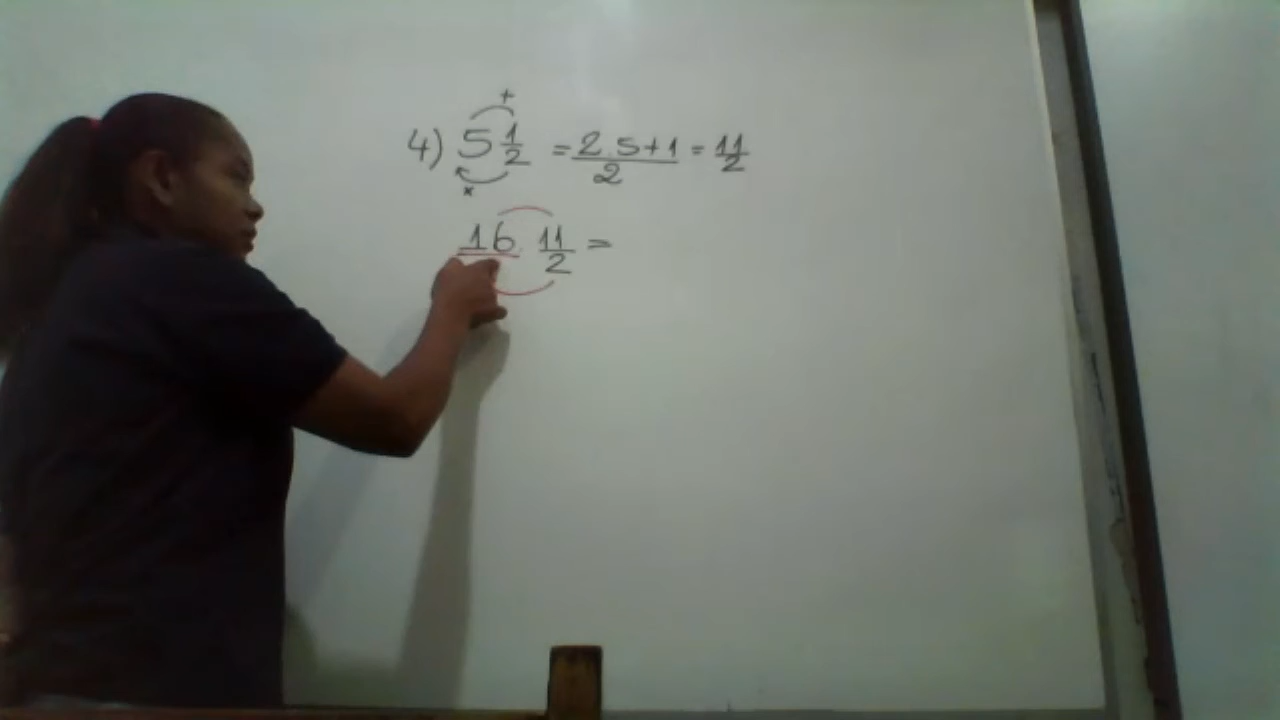 4) 5 1/2 = 2.5+1/2 = 11/2
+
x
16 . 11/2 =